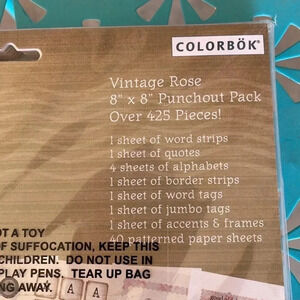 COLORBÖK®
Vintage Rose
8" x 8" Punchout Pack
Over 425 Pieces!
1 sheet of word strips
1 sheet of quotes
4 sheets of alphabets
1 sheet of border strips
1 sheet of word tags
1 sheet of jumbo tags
1 sheet of accents & frames
40 patterned paper sheets
OT A TOY
OF SUFFOCATION, KEEP THIS
CHILDREN. DO NOT USE IN
PLAY PENS. TEAR UP BAG
NG AWAY.
A A